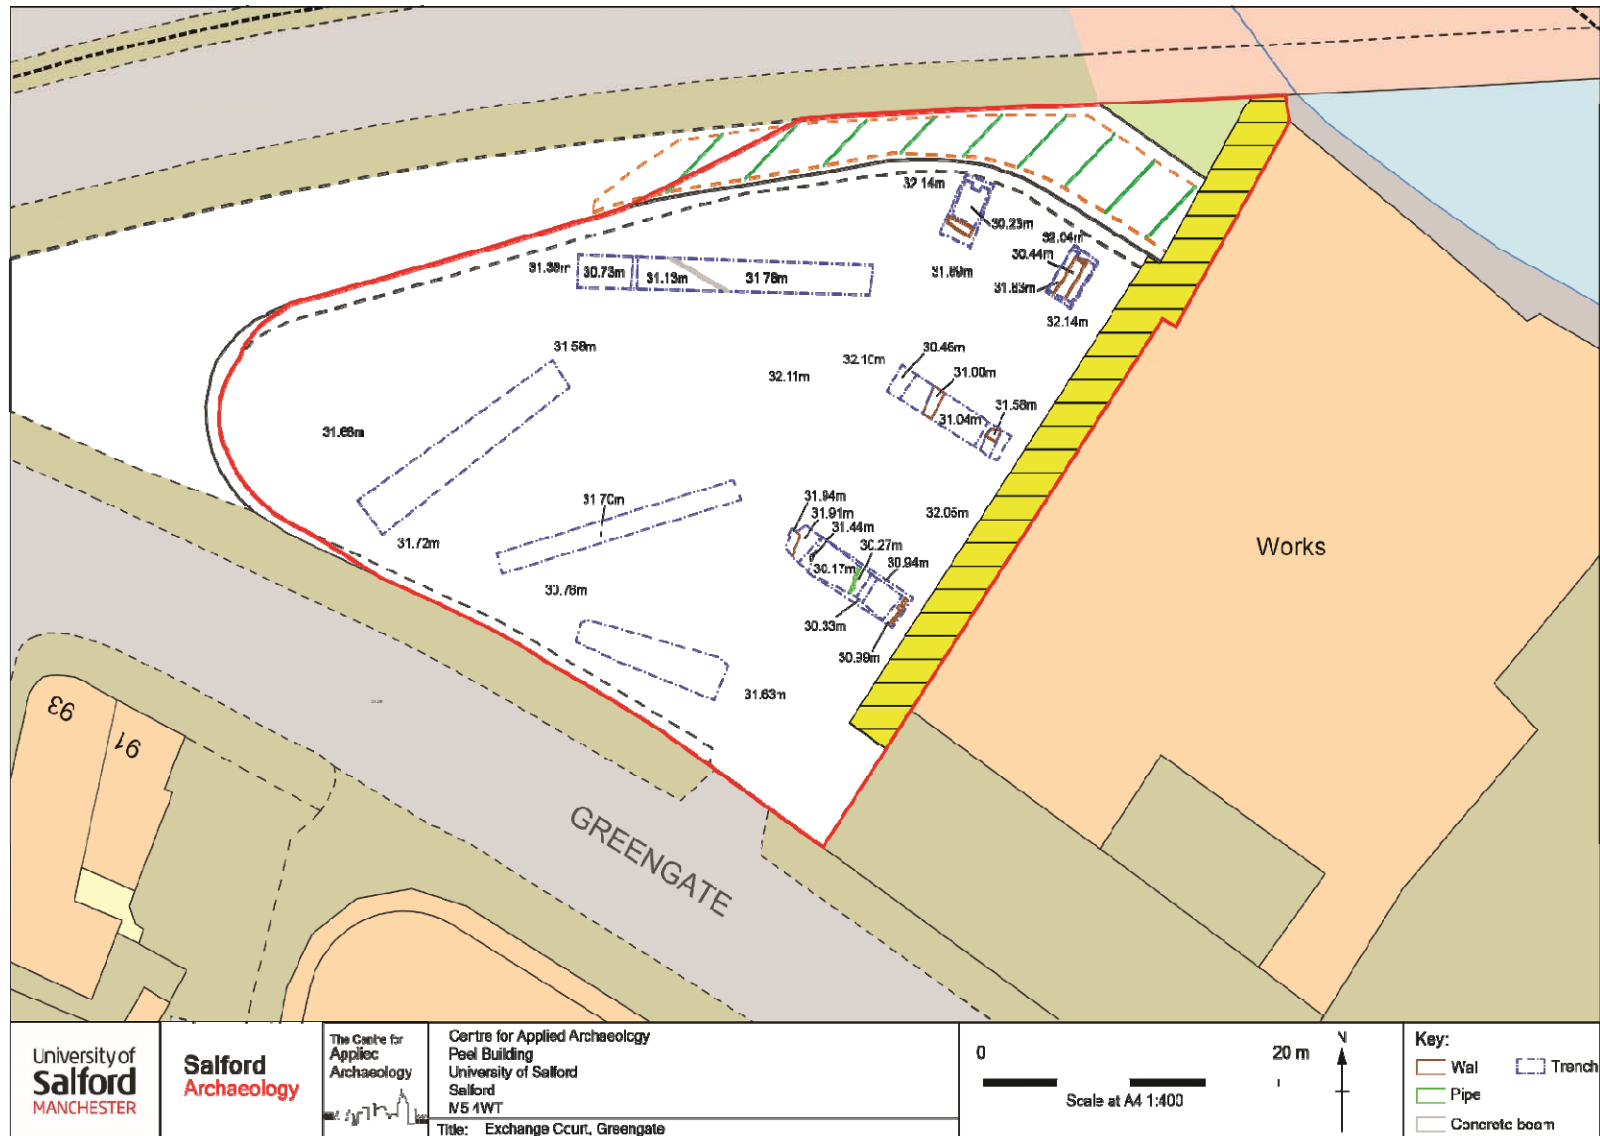 32.14m
30.23m
32.04m
30.44m
31.39m
30.73m
31.13m
31.78m
31.89m
31.83m
32.14m
31.58m
32.10m
30.46m
32.11m
31.00m
31.58m
31.04m
31.68m
31.70m
31.94m
31.91m
32.05m
31.44m
31.72m
30.27m
30.17m
30.94m
Works
30.78m
30.33m
30.99m
31.63m
93
91
GREENGATE
University of
Salford
MANCHESTER
Salford
Archaeology
The Centre for
Applied
Archaeology
Centre for Applied Archaeology
Peel Building
University of Salford
Salford
M5 4WT
Title: Exchange Court, Greengate
0 20 m
Scale at A4 1:400
N
Key:
Wal Trench
Pipe
Concrete beam